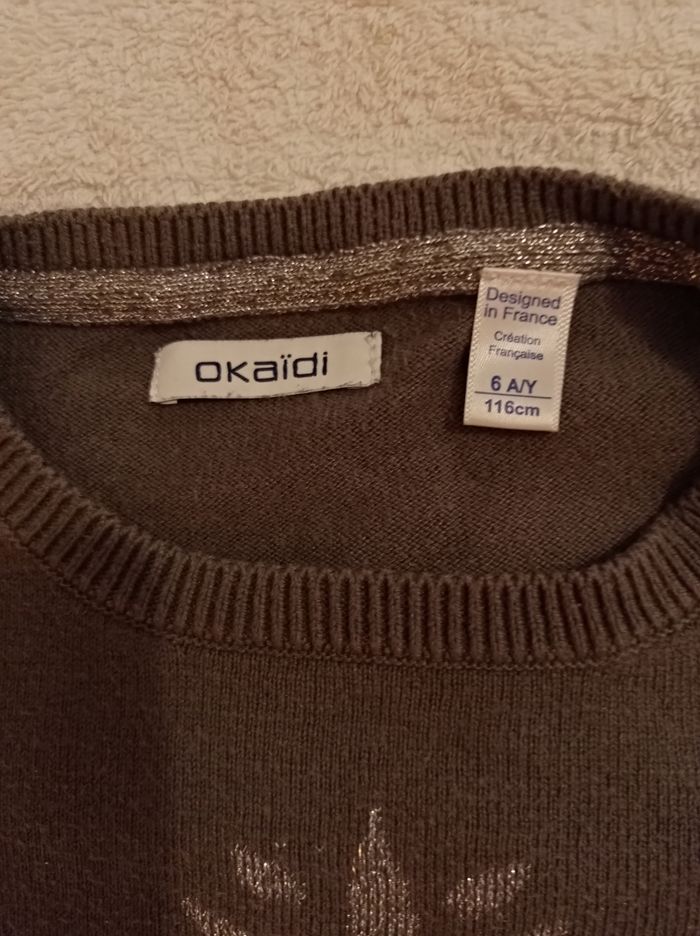 OKaïdi
Designed
in France
Création
Française
6 A/Y
116cm